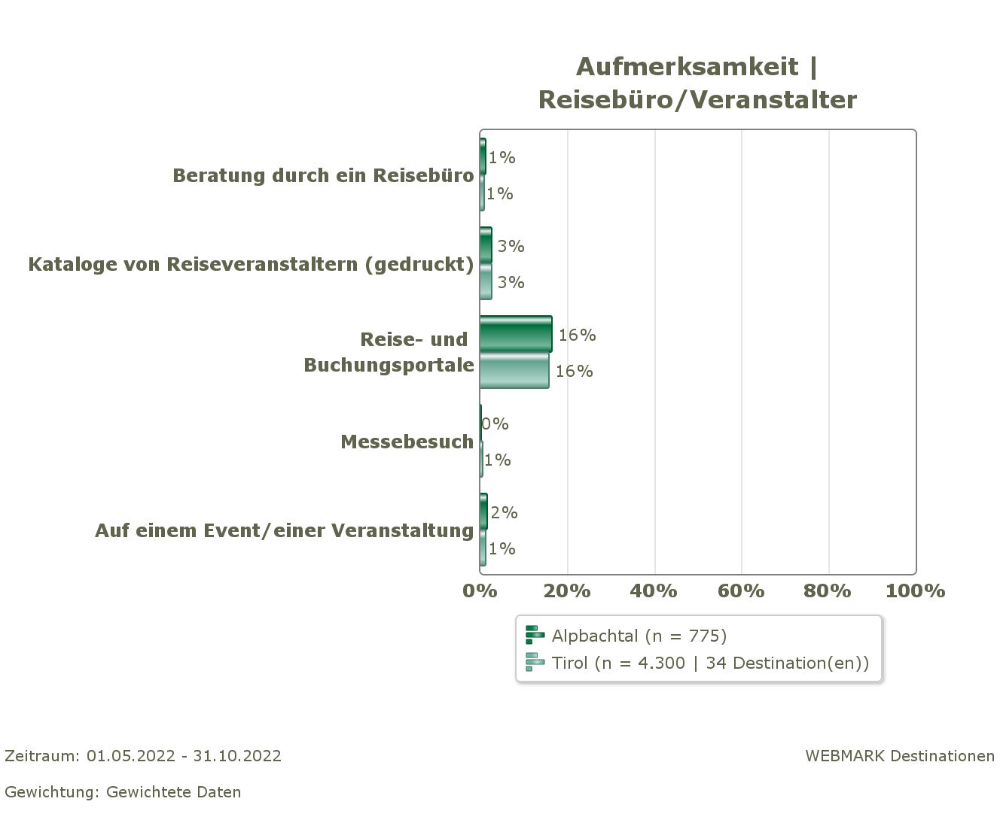 Aufmerksamkeit |
Reisebüro/Veranstalter
Beratung durch ein Reisebüro
1%
1%
Kataloge von Reiseveranstaltern (gedruckt)
3%
3%
Reise- und
Buchungsportale
16%
16%
Messebesuch
0%
1%
Auf einem Event/einer Veranstaltung
2%
1%
0% 20% 40% 60% 80% 100%
Alpbachtal (n = 775)
Tirol (n = 4.300 | 34 Destination(en))
Zeitraum: 01.05.2022 - 31.10.2022
WEBMARK Destinationen
Gewichtung: Gewichtete Daten